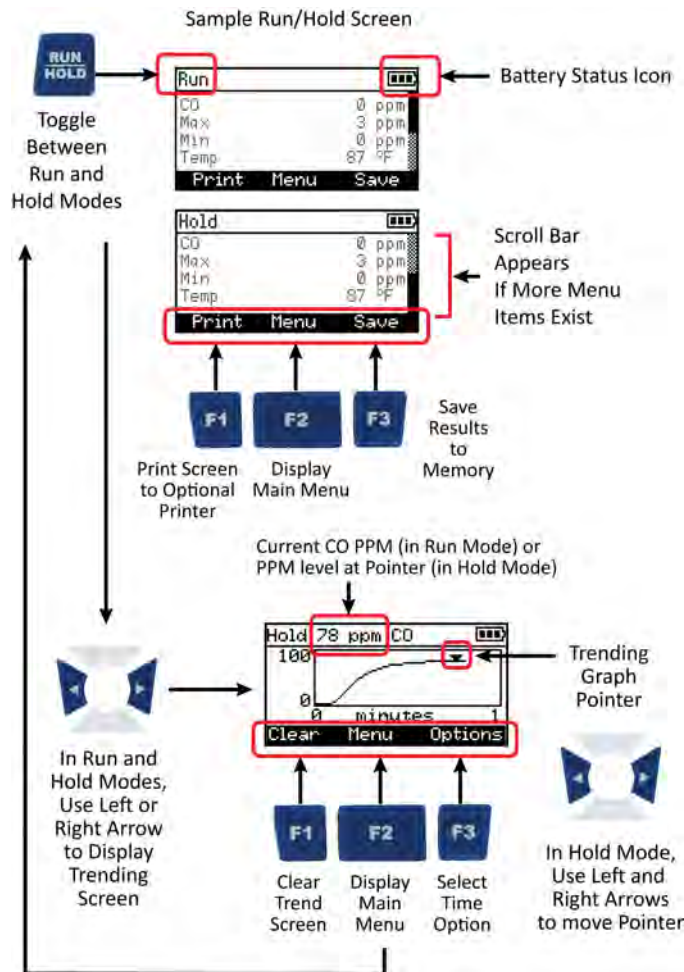 Sample Run/Hold Screen
RUN
HOLD
Toggle
Between
Run and
Hold Modes
Run
CO 0 ppm
Max 3 ppm
Min 0 ppm
Temp 87 °F
Print Menu Save
Battery Status Icon
Hold
CO 0 ppm
Max 3 ppm
Min 0 ppm
Temp 87 °F
Print Menu Save
Scroll Bar
Appears
If More Menu
Items Exist
F1
F2
F3
Print Screen
to Optional
Printer
Display
Main Menu
Save
Results
to
Memory
Current CO PPM (in Run Mode) or
PPM level at Pointer (in Hold Mode)
Hold 78 ppm CO
100
0
0 minutes 1
Clear Menu Options
Trending
Graph
Pointer
In Run and
Hold Modes,
Use Left or
Right Arrow
to Display
Trending
Screen
F1
F2
F3
Clear
Trend
Screen
Display
Main
Menu
Select
Time
Option
In Hold Mode,
Use Left and
Right Arrows
to move Pointer